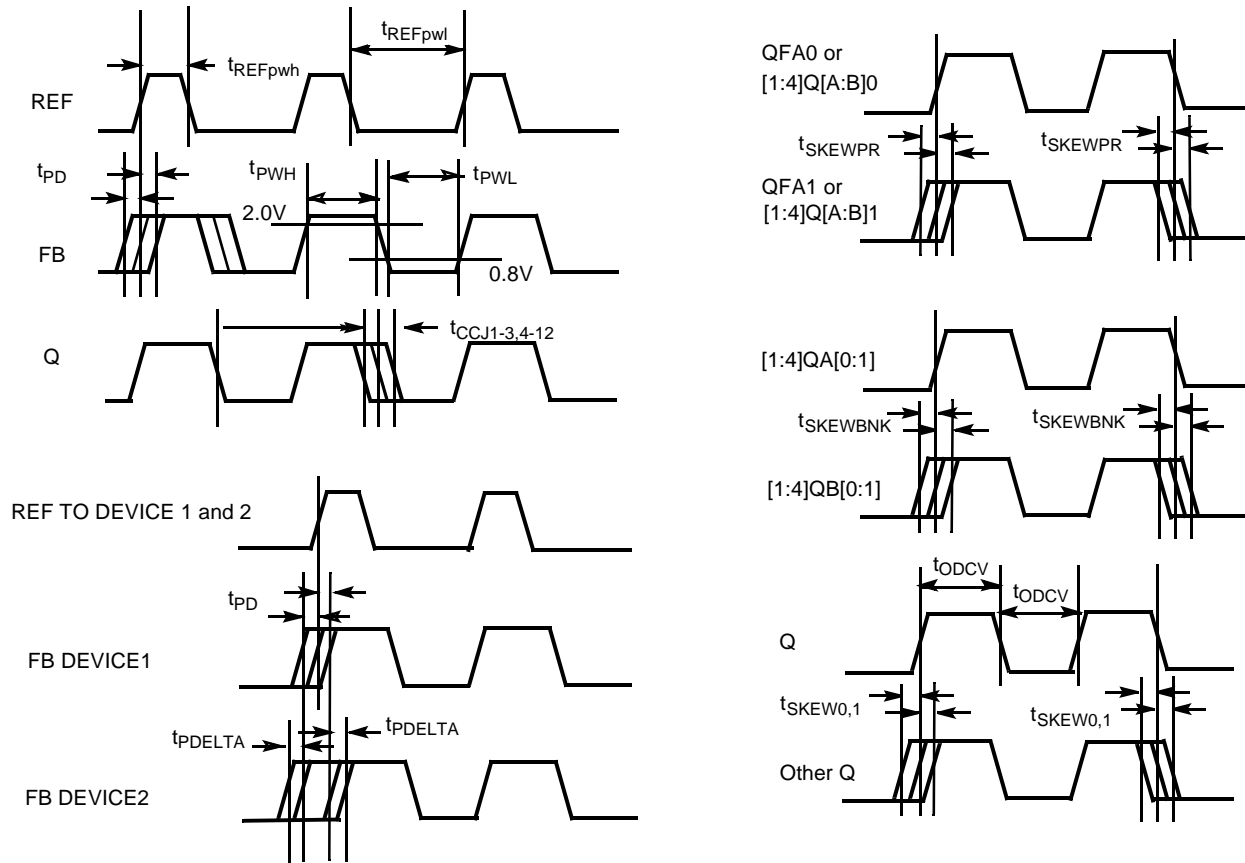 REF
tREFpwh
tREFpwl
tPD
tPWH
tPWL
2.0V
FB
0.8V
Q
tCCJ1-3,4-12
REF TO DEVICE 1 and 2
tPD
FB DEVICE1
tPDELTA
tPDELTA
FB DEVICE2
QFA0 or
[1:4]Q[A:B]0
tSKEWPR
tSKEWPR
QFA1 or
[1:4]Q[A:B]1
[1:4]QA[0:1]
tSKEWBNK
tSKEWBNK
[1:4]QB[0:1]
tODCV
tODCV
Q
tSKEW0,1
tSKEW0,1
Other Q